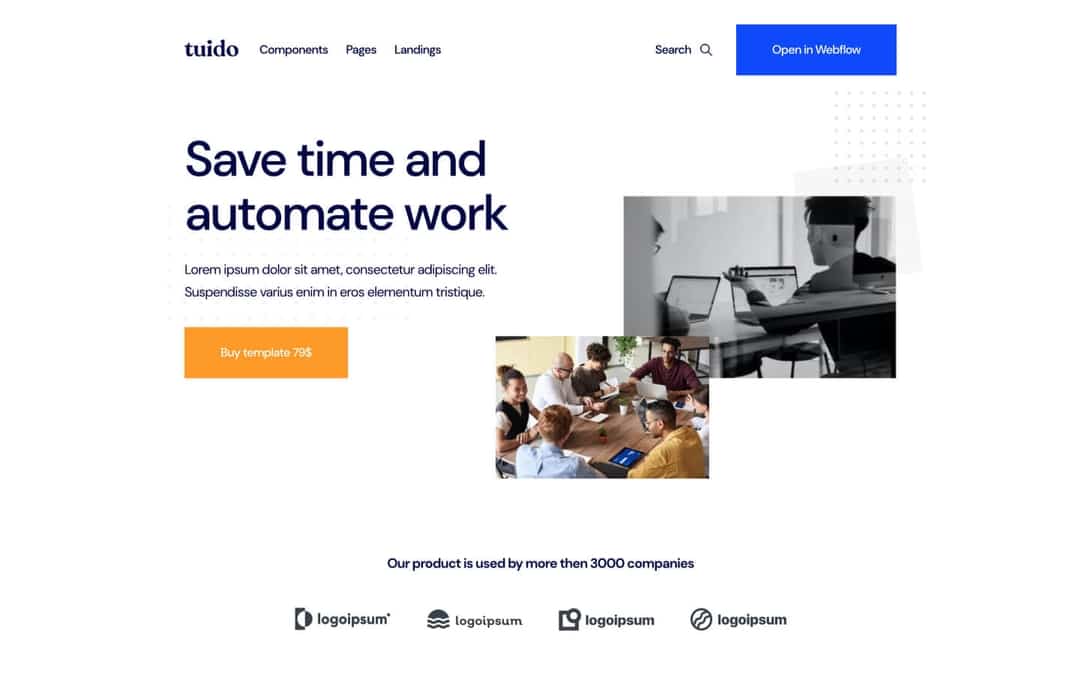 tuido
Components
Pages
Landings
Search
Open in Webflow
Save time and
automate work
Lorem ipsum dolor sit amet, consectetur adipiscing elit.
Suspendisse varius enim in eros elementum tristique.
Buy template 79$
Our product is used by more then 3000 companies
logoipsum
logoipsum
logoipsum
logoipsum